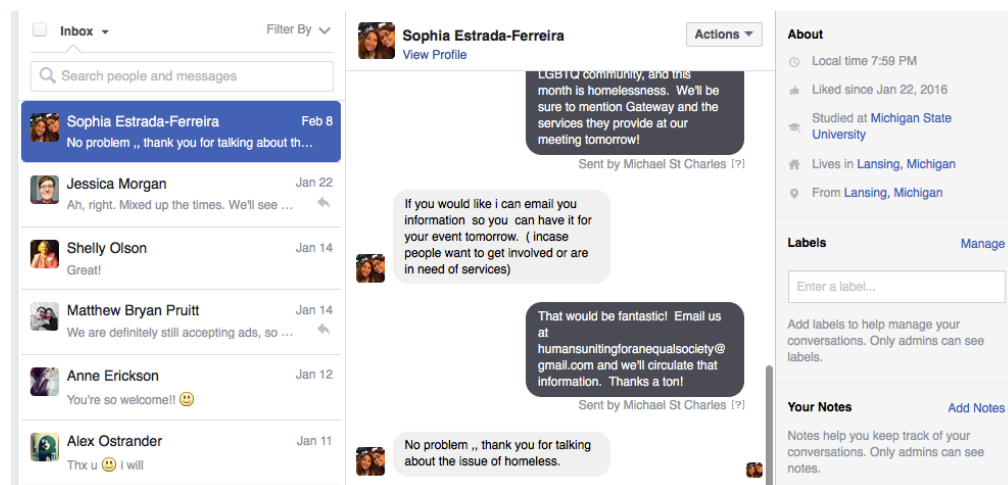 Inbox
Filter By
Search people and messages
Sophia Estrada-Ferreira
Feb 8
No problem ,, thank you for talking about th…
Jessica Morgan
Jan 22
Ah, right. Mixed up the times. We'll see …
Shelly Olson
Jan 14
Great!
Matthew Bryan Pruitt
Jan 14
We are definitely still accepting ads, so …
Anne Erickson
Jan 12
You're so welcome!!
Alex Ostrander
Jan 11
Thx u 🙂 i will
Sophia Estrada-Ferreira
View Profile
Actions
LGBTQ community, and this
month is homelessness. We'll be
sure to mention Gateway and the
services they provide at our
meeting tomorrow!
Sent by Michael St Charles [?]
If you would like i can email you
information so you can have it for
your event tomorrow. ( incase
people want to get involved or are
in need of services)
That would be fantastic! Email us
at
humansunitingforanequalsociety@
gmail.com and we'll circulate that
information. Thanks a ton!
Sent by Michael St Charles [?]
No problem ,, thank you for talking
about the issue of homeless.
About
Local time 7:59 PM
Liked since Jan 22, 2016
Studied at Michigan State
University
Lives in Lansing, Michigan
From Lansing, Michigan
Labels
Manage
Enter a label...
Add labels to help manage your
conversations. Only admins can see
labels.
Your Notes
Add Notes
Notes help you keep track of your
conversations. Only admins can see
notes.